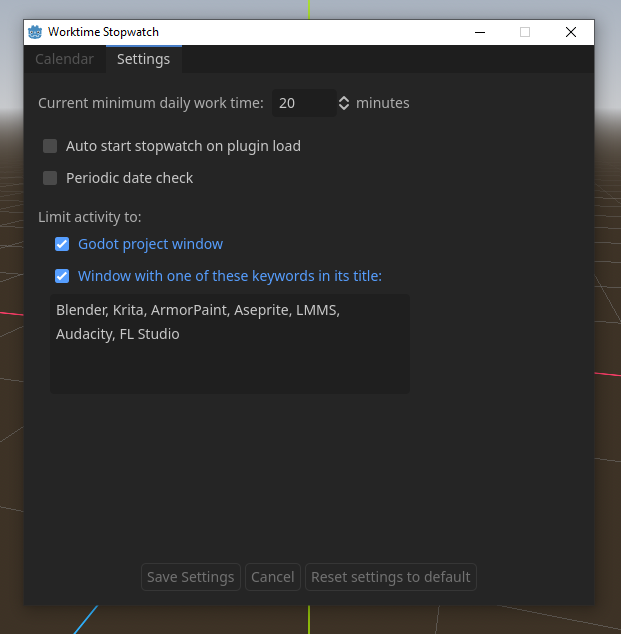 Worktime Stopwatch
Calendar Settings
Current minimum daily work time: 20 minutes
Auto start stopwatch on plugin load
Periodic date check
Limit activity to:
Godot project window
Window with one of these keywords in its title:
Blender, Krita, ArmorPaint, Aseprite, LMMS,
Audacity, FL Studio
Save Settings Cancel Reset settings to default